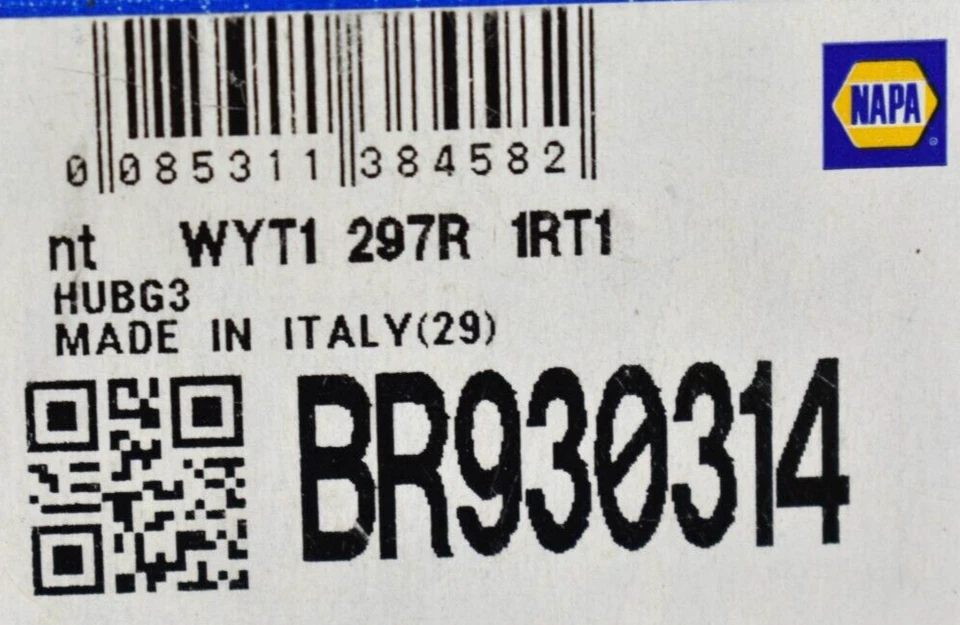 0 085311 384582
NAPA
nt WYT1 297R 1RT1
HUBG3
MADE IN ITALY(29)
BR930314